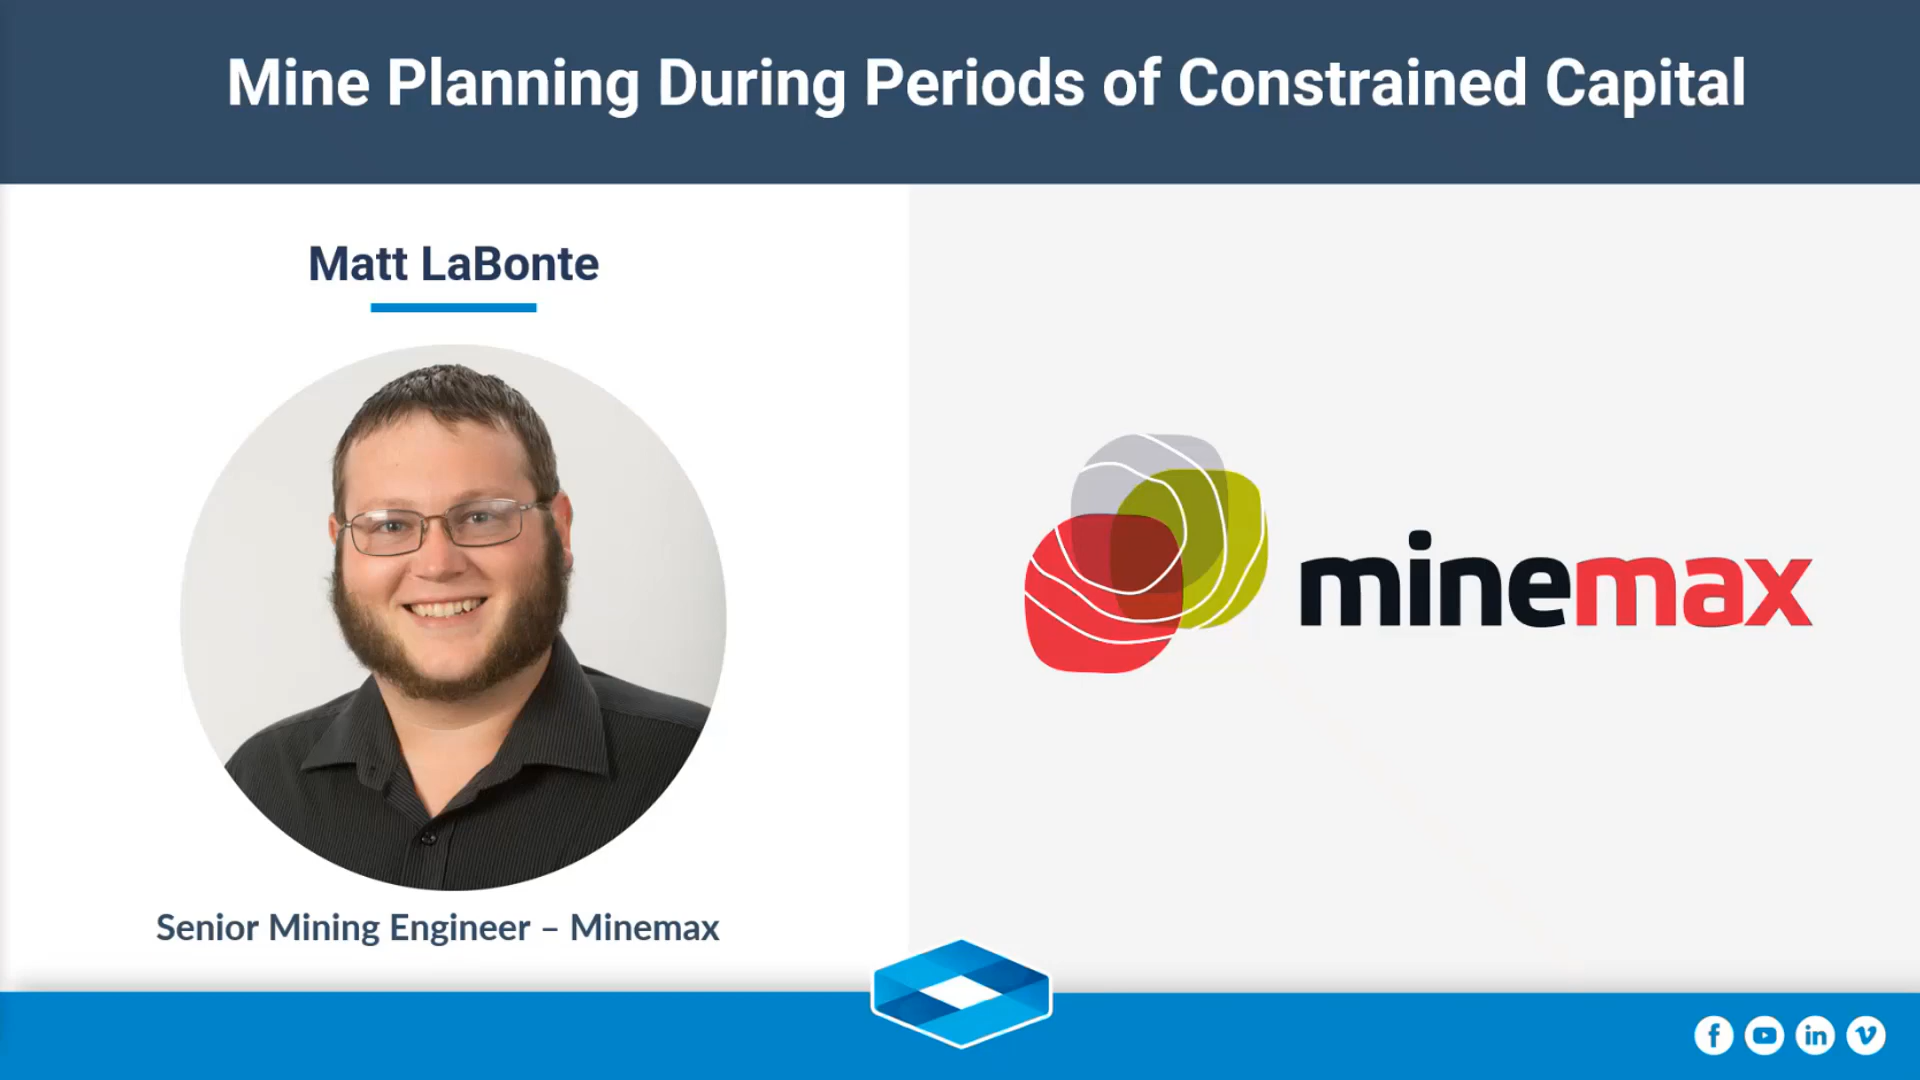 Mine Planning During Periods of Constrained Capital
Matt LaBonte
minemax
Senior Mining Engineer – Minemax